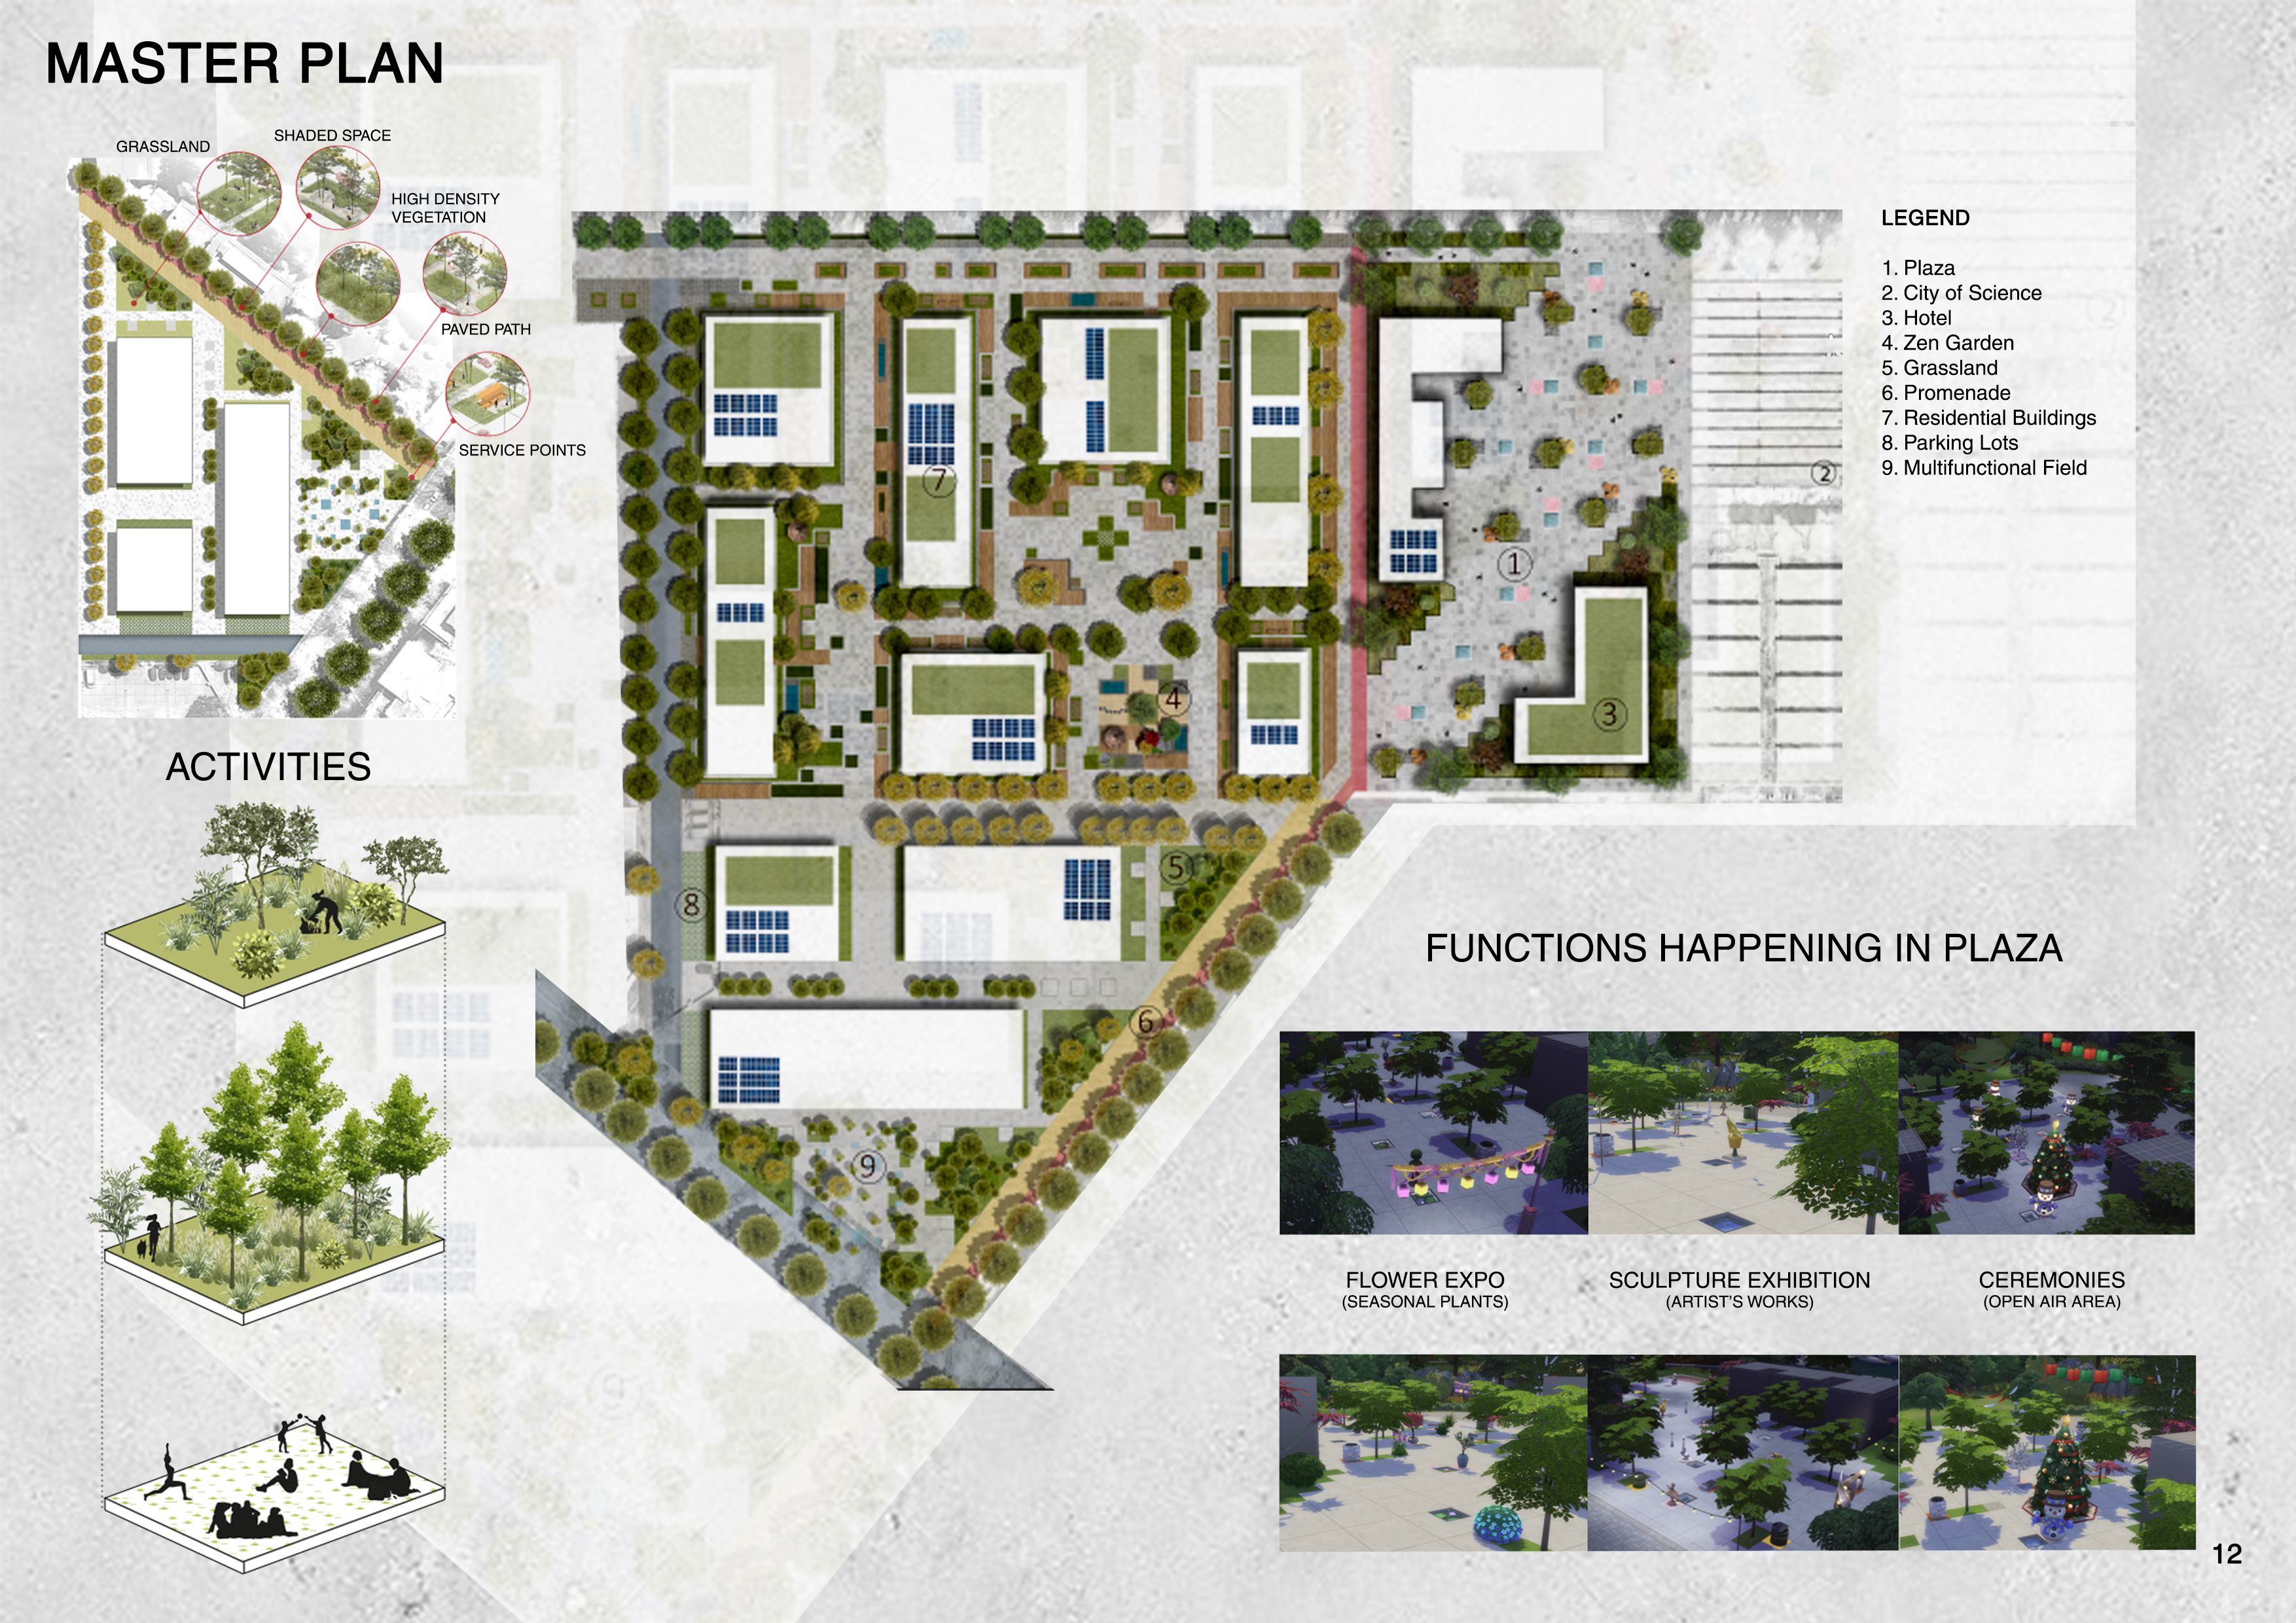 MASTER PLAN
GRASSLAND
SHADED SPACE
HIGH DENSITY
VEGETATION
PAVED PATH
SERVICE POINTS
LEGEND
1. Plaza
2. City of Science
3. Hotel
4. Zen Garden
5. Grassland
6. Promenade
7. Residential Buildings
8. Parking Lots
9. Multifunctional Field
7
2
1
4
3
5
8
6
9
ACTIVITIES
FUNCTIONS HAPPENING IN PLAZA
FLOWER EXPO
(SEASONAL PLANTS)
SCULPTURE EXHIBITION
(ARTIST'S WORKS)
CEREMONIES
(OPEN AIR AREA)
12